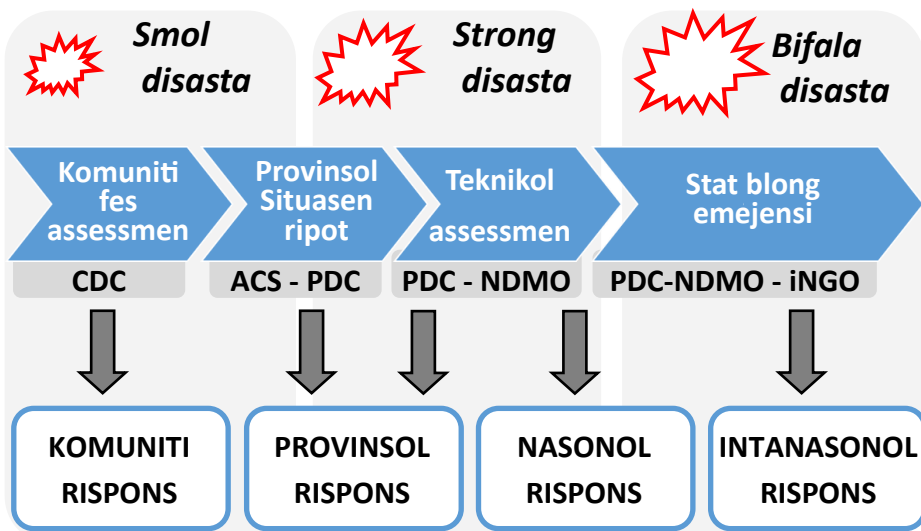 Smol
disasta
Strong
disasta
Bifala
disasta
Komuniti
fes
assessmen
Provinsol
Situasen
ripot
Teknikol
assessmen
Stat blong
emejensi
CDC
ACS - PDC
PDC - NDMO
PDC-NDMO - iNGO
KOMUNITI
RISPONS
PROVINSOL
RISPONS
NASONOL
RISPONS
INTANASONOL
RISPONS